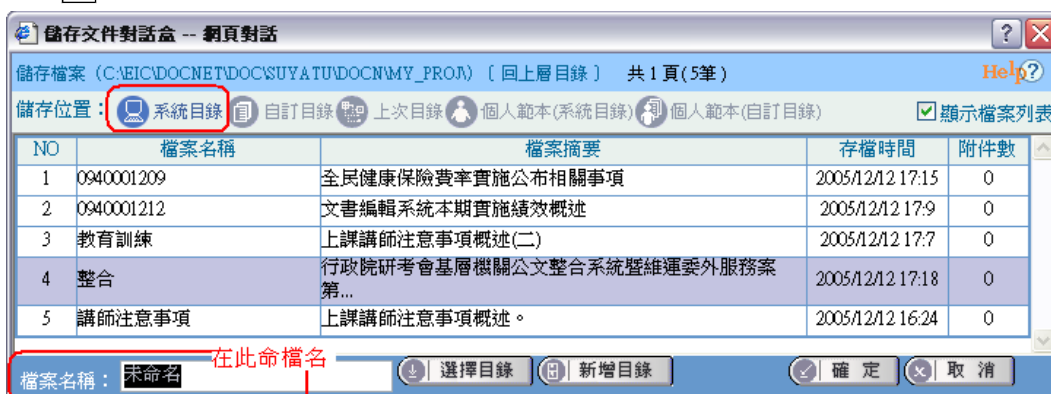 儲存文件對話盒 -- 網頁對話
儲存檔案 (C:\EIC\DOCNET\DOC\SUYATU\DOCN\MY_PROJ\) [回上層目錄] 共1頁(5筆) Help?
儲存位置： 系統目錄 自訂目錄 上次目錄 個人範本(系統目錄) 個人範本(自訂目錄) 顯示檔案列表
NO 檔案名稱 檔案摘要 存檔時間 附件數
1 0940001209 全民健康保險費率實施公布相關事項 2005/12/12 17:15 0
2 0940001212 文書編輯系統本期實施績效概述 2005/12/12 17:9 0
3 教育訓練 上課講師注意事項概述(二) 2005/12/12 17:7 0
4 整合 行政院研考會基層機關公文整合系統暨維運委外服務案 2005/12/12 17:18 0
第...
5 講師注意事項 上課講師注意事項概述。 2005/12/12 16:24 0
在此命檔名
檔案名稱： 未命名 選擇目錄 新增目錄 確定 取消